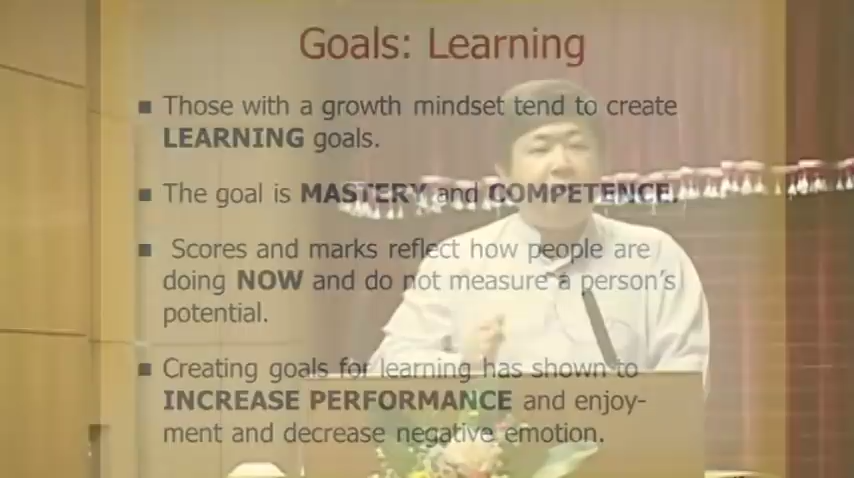 Goals: Learning
■ Those with a growth mindset tend to create
LEARNING goals.
■ The goal is MASTERY and COMPETENCE.
■ Scores and marks reflect how people are
doing NOW and do not measure a person's
potential.
■ Creating goals for learning has shown to
INCREASE PERFORMANCE and enjoy-
ment and decrease negative emotion.